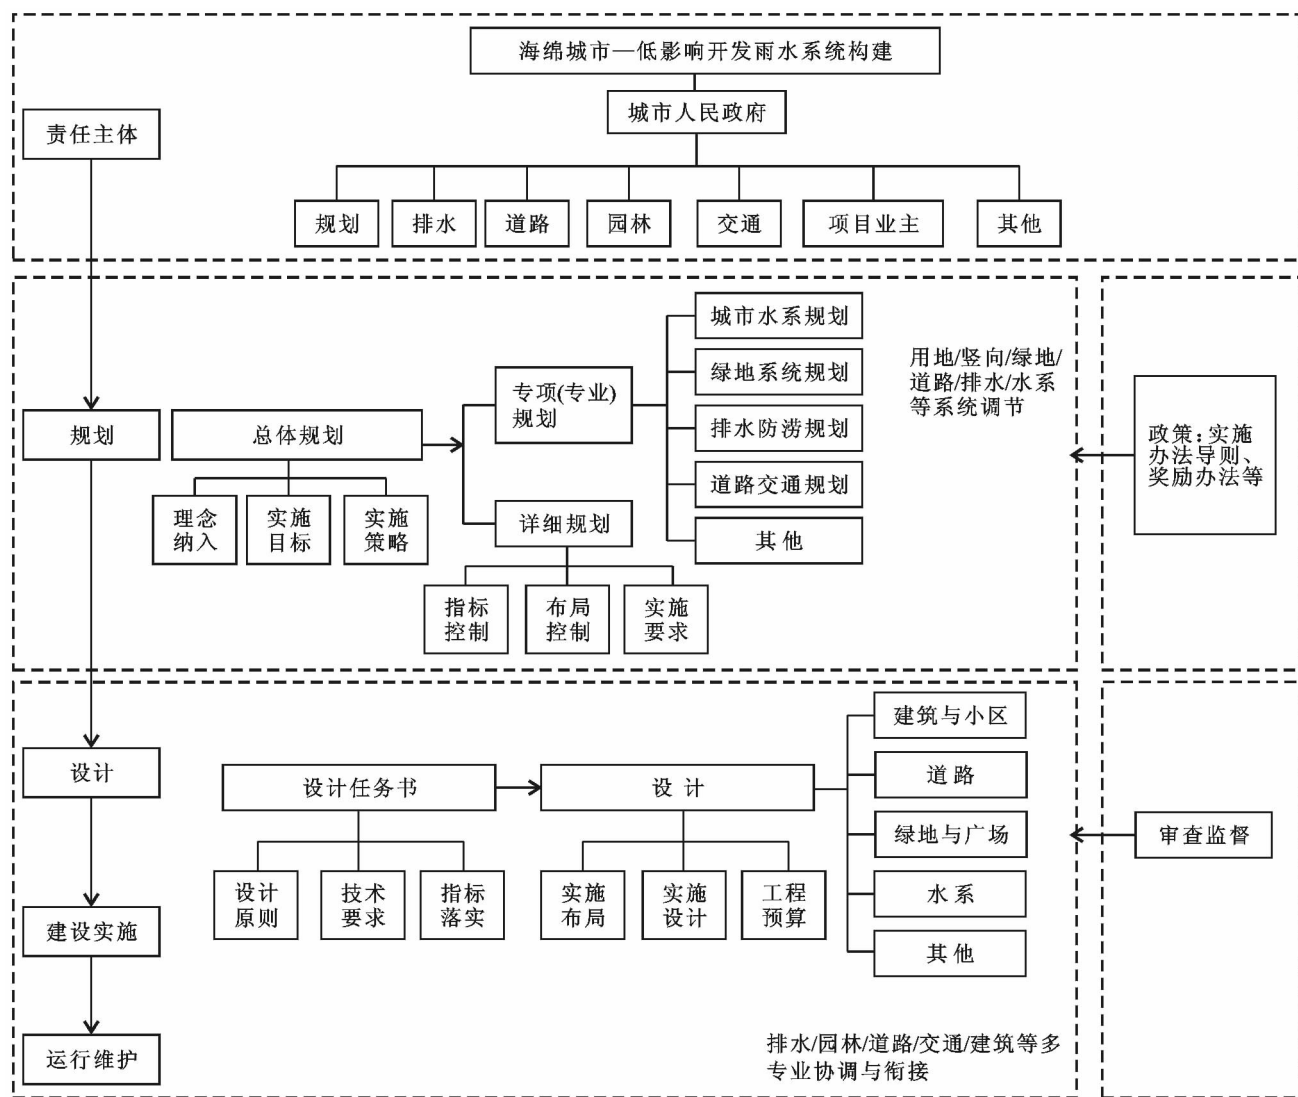 海绵城市—低影响开发雨水系统构建
城市人民政府
责任主体
规划
排水
道路
园林
交通
项目业主
其他
规划
总体规划
理念
纳入
实施
目标
实施
策略
专项(专业)
规划
详细规划
指标
控制
布局
控制
实施
要求
城市水系规划
绿地系统规划
排水防涝规划
道路交通规划
其他
用地/竖向/绿地/
道路/排水/水系
等系统调节
政策:实施
办法导则、
奖励办法等
设计
设计任务书
设计
原则
技术
要求
指标
落实
设计
实施
布局
实施
设计
工程
预算
建筑与小区
道路
绿地与广场
水系
其他
审查监督
建设实施
运行维护
排水/园林/道路/交通/建筑等多
专业协调与衔接